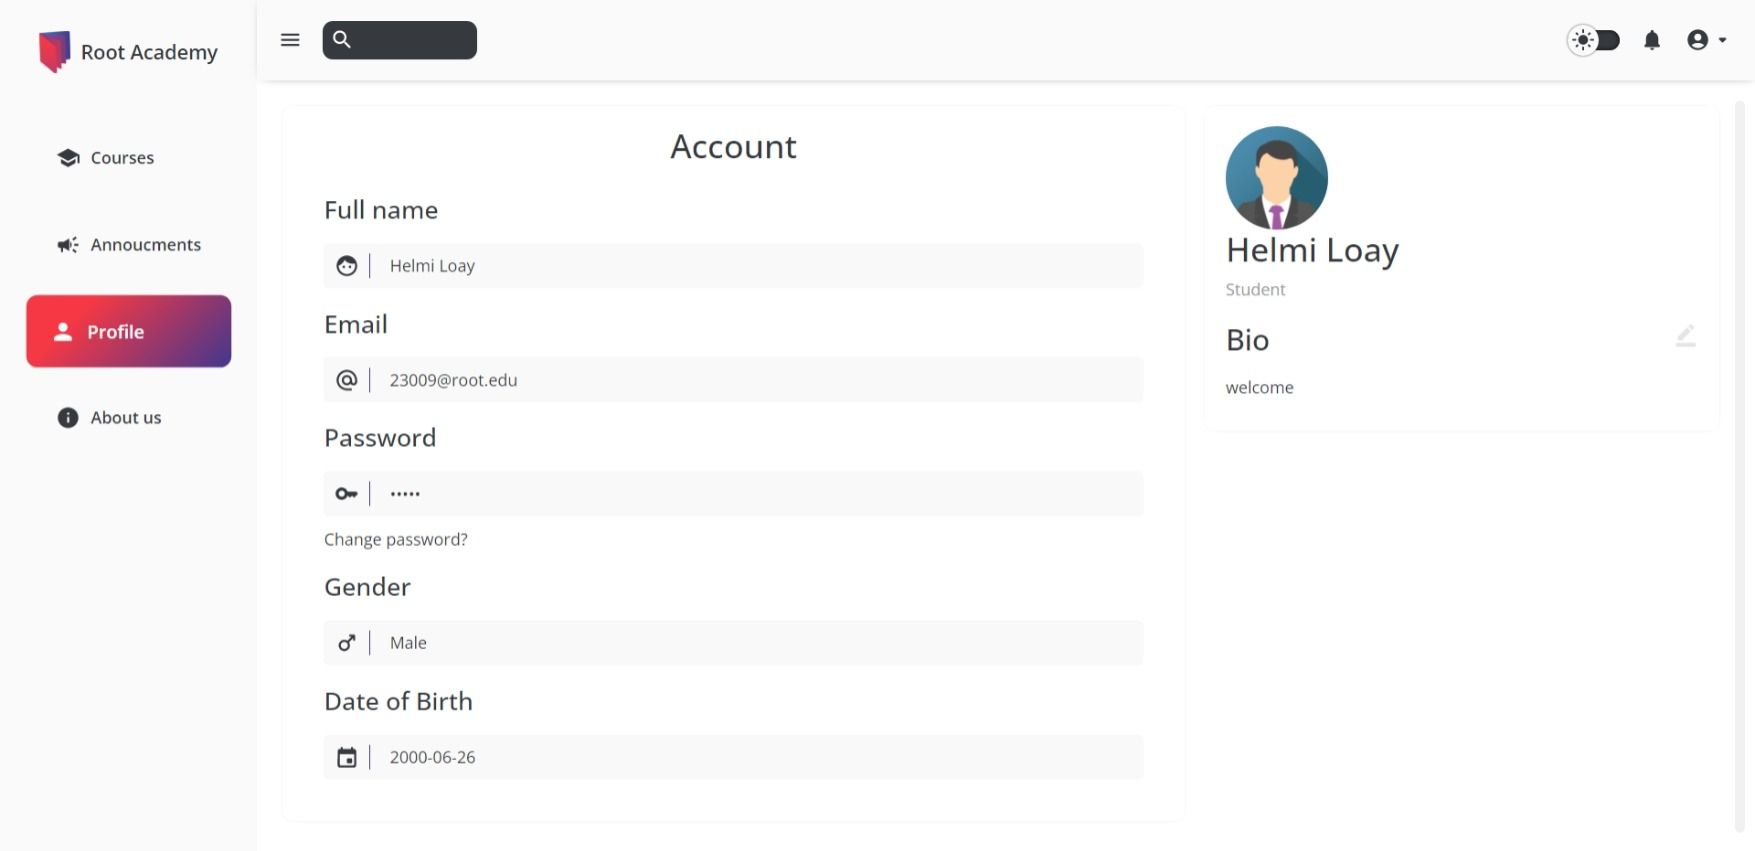 Root Academy
Courses
Annoucments
Profile
About us
Account
Full name
Helmi Loay
Email
23009@root.edu
Password
•••••
Change password?
Gender
Male
Date of Birth
2000-06-26
Helmi Loay
Student
Bio
welcome